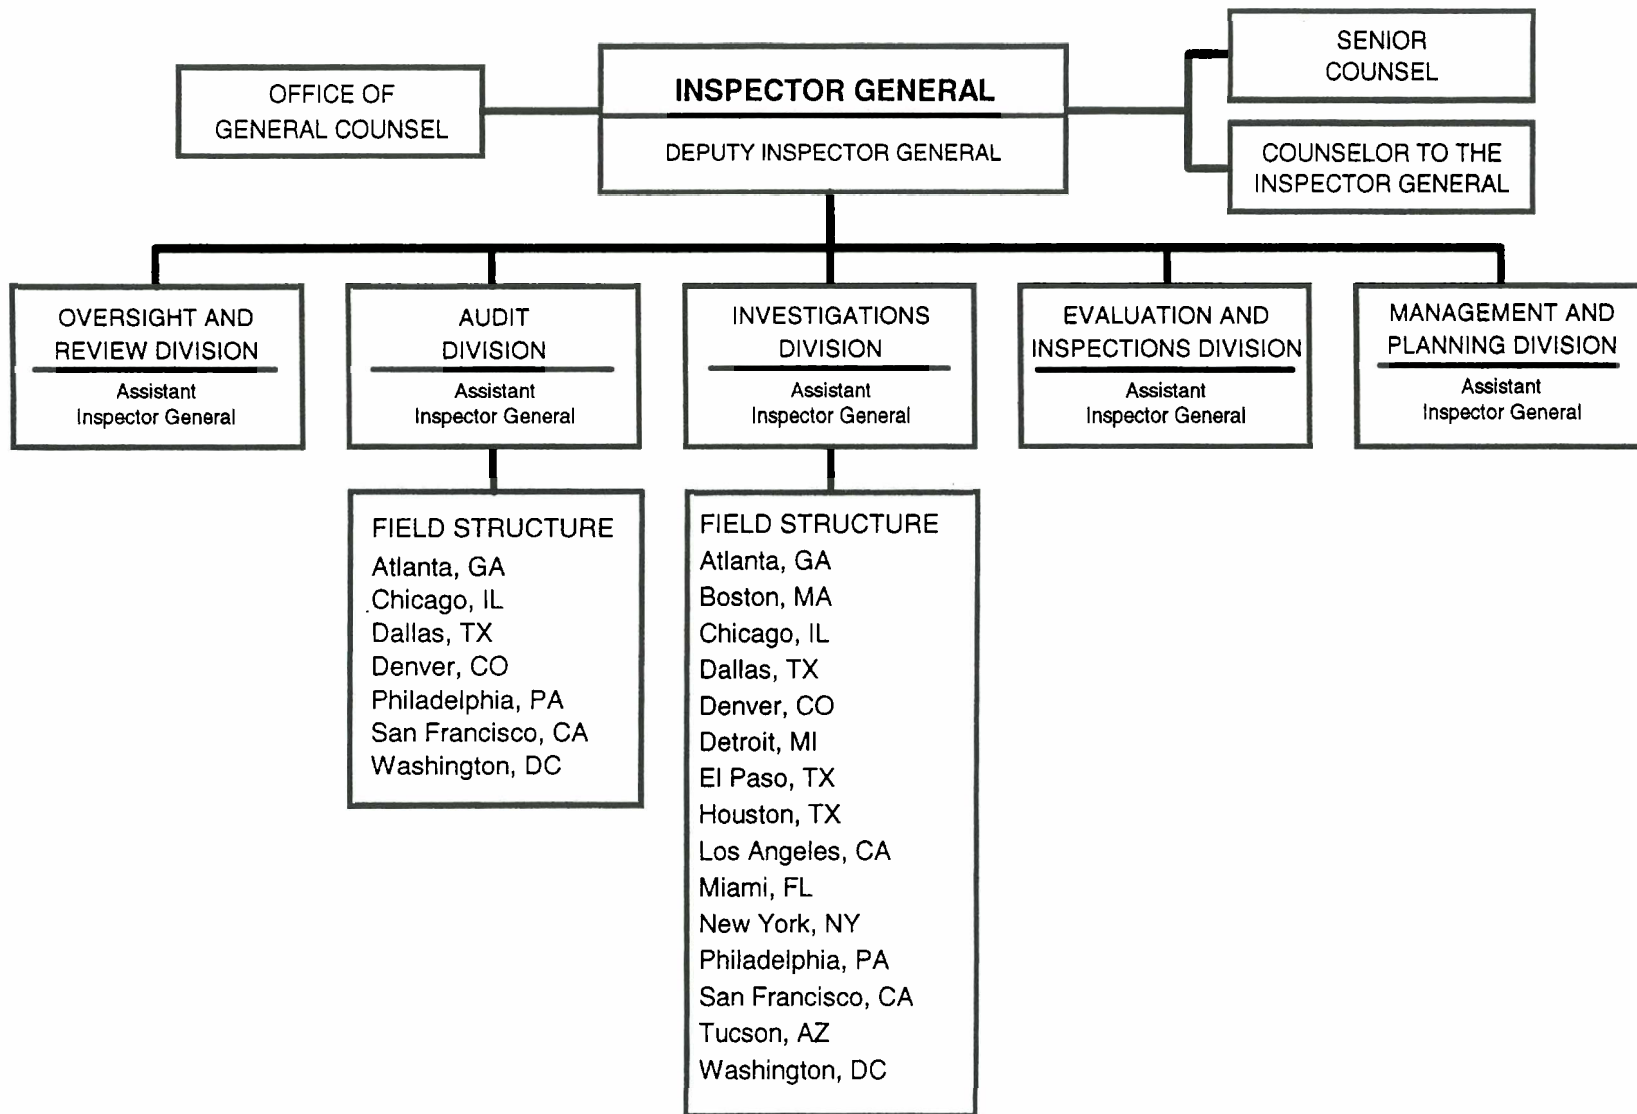 OFFICE OF
GENERAL COUNSEL
INSPECTOR GENERAL
DEPUTY INSPECTOR GENERAL
SENIOR
COUNSEL
COUNSELOR TO THE
INSPECTOR GENERAL
OVERSIGHT AND
REVIEW DIVISION
Assistant
Inspector General
AUDIT
DIVISION
Assistant
Inspector General
INVESTIGATIONS
DIVISION
Assistant
Inspector General
EVALUATION AND
INSPECTIONS DIVISION
Assistant
Inspector General
MANAGEMENT AND
PLANNING DIVISION
Assistant
Inspector General
FIELD STRUCTURE
Atlanta, GA
Chicago, IL
Dallas, TX
Denver, CO
Philadelphia, PA
San Francisco, CA
Washington, DC
FIELD STRUCTURE
Atlanta, GA
Boston, MA
Chicago, IL
Dallas, TX
Denver, CO
Detroit, MI
El Paso, TX
Houston, TX
Los Angeles, CA
Miami, FL
New York, NY
Philadelphia, PA
San Francisco, CA
Tucson, AZ
Washington, DC